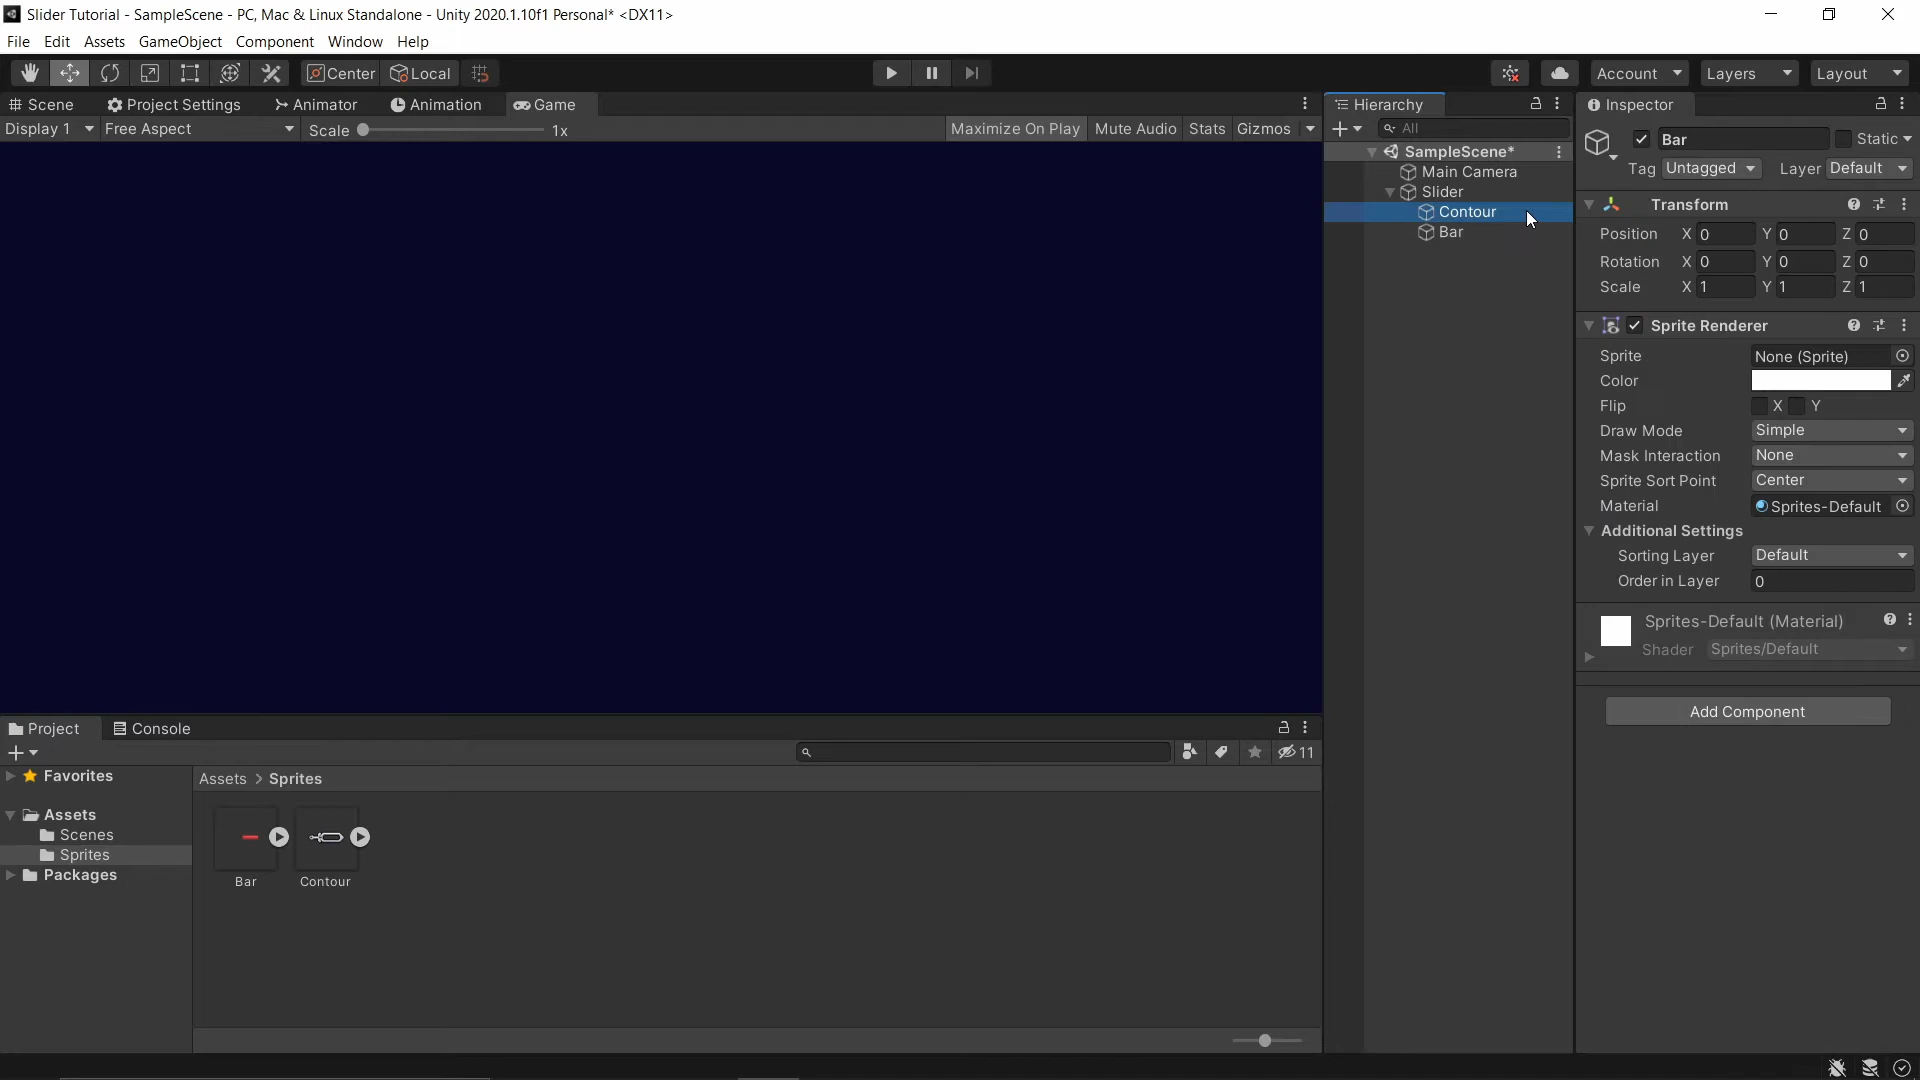 Slider Tutorial - SampleScene - PC, Mac & Linux Standalone - Unity 2020.1.10f1 Personal* <DX11>
File Edit Assets GameObject Component Window Help
Center Local Account Layers Layout
Scene Project Settings Animator Animation Game
Display 1 Free Aspect Scale 1x Maximize On Play Mute Audio Stats Gizmos
Hierarchy
All
SampleScene*
Main Camera
Slider
Contour
Bar
Inspector
Bar Static
Tag Untagged Layer Default
Transform
Position X 0 Y 0 Z 0
Rotation X 0 Y 0 Z 0
Scale X 1 Y 1 Z 1
Sprite Renderer
Sprite None (Sprite)
Color
Flip X Y
Draw Mode Simple
Mask Interaction None
Sprite Sort Point Center
Material Sprites-Default
Additional Settings
Sorting Layer Default
Order in Layer 0
Sprites-Default (Material)
Shader Sprites/Default
Add Component
Project Console
11
Favorites
Assets
Scenes
Sprites
Packages
Assets > Sprites
Bar Contour